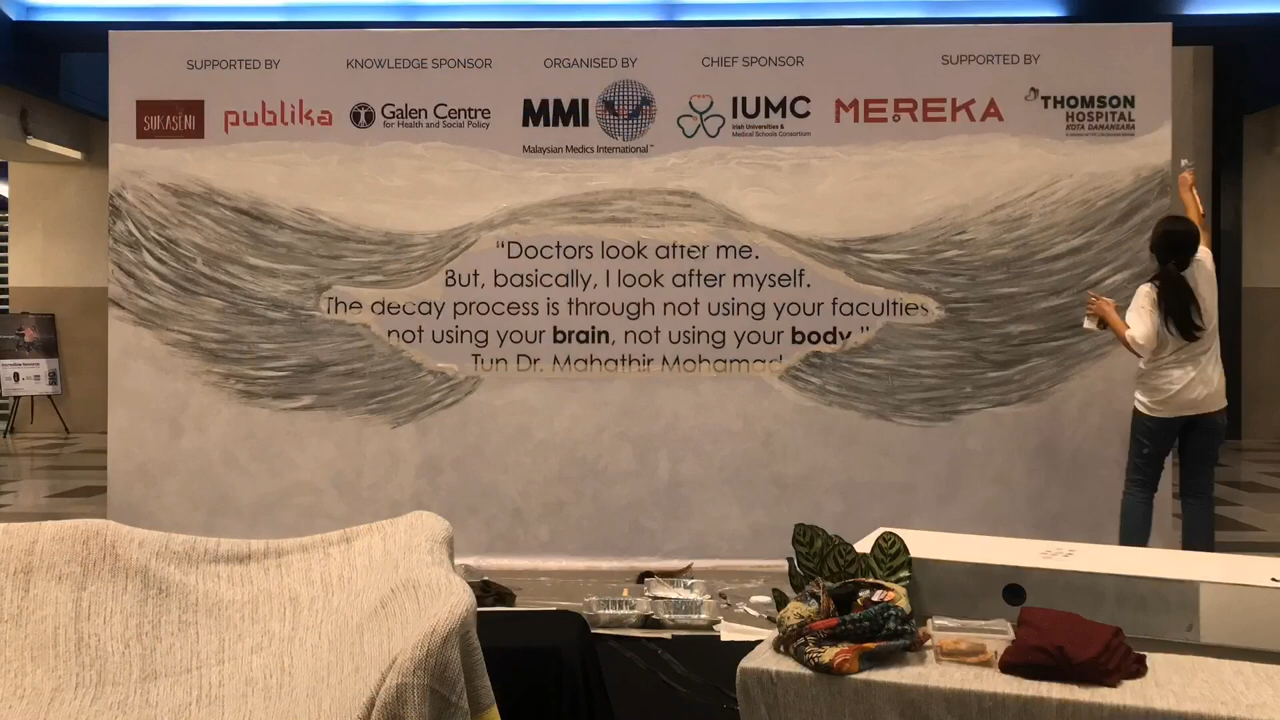 SUPPORTED BY
KNOWLEDGE SPONSOR
ORGANISED BY
CHIEF SPONSOR
SUPPORTED BY
SUKASENI
publika
Galen Centre
for Health and Social Policy
MMI
Malaysian Medics International™
IUMC
Irish Universities &
Medical Schools Consortium
MEREKA
THOMSON
HOSPITAL
KOTA DAMANSARA
“Doctors look after me.
But, basically, I look after myself.
The decay process is through not using your faculties
not using your brain, not using your body."
Tun Dr. Mahathir Mohamad